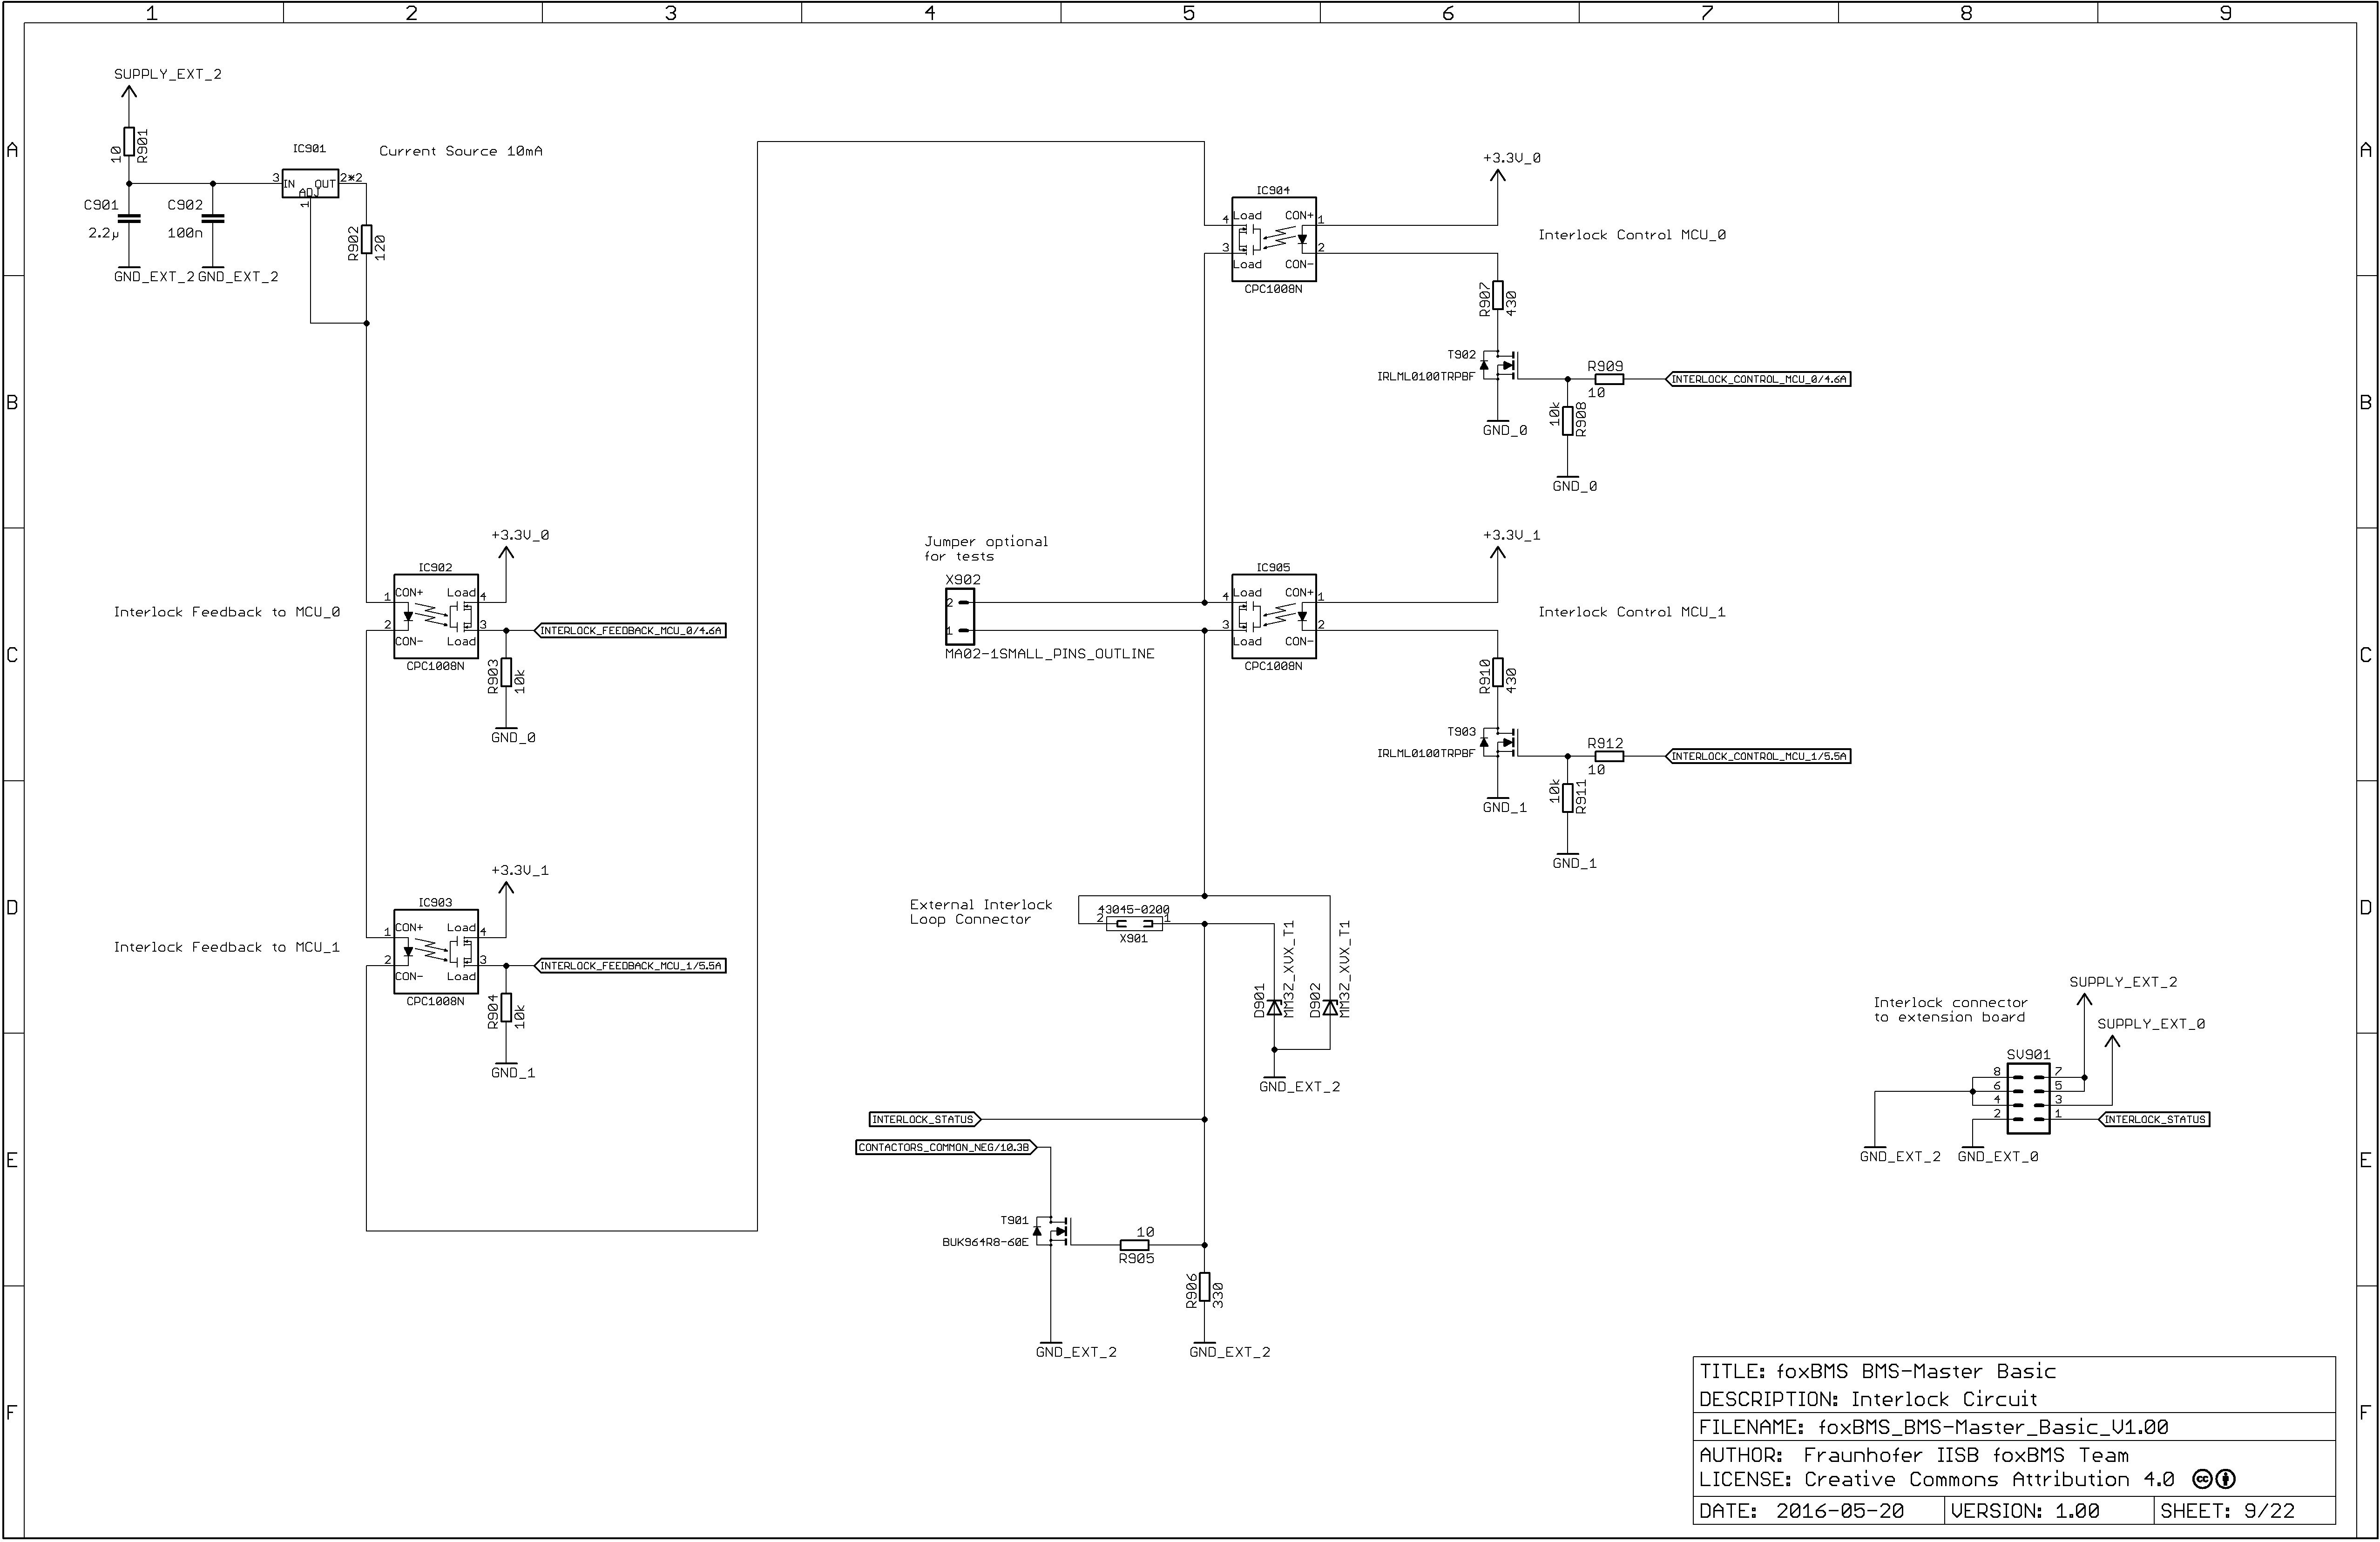 1 2 3 4 5 6 7 8 9
A A
B B
C C
D D
E E
F F
SUPPLY_EXT_2
10
R901
C901
2.2µ
C902
100n
GND_EXT_2 GND_EXT_2
IC901
3 IN OUT 2*2
ADJ
1
Current Source 10mA
R902
120
Interlock Feedback to MCU_0
+3.3V_0
IC902
1 CON+ Load 4
2 CON- Load 3
CPC1008N
INTERLOCK_FEEDBACK_MCU_0/4.6A
R903
10k
GND_0
Interlock Feedback to MCU_1
+3.3V_1
IC903
1 CON+ Load 4
2 CON- Load 3
CPC1008N
INTERLOCK_FEEDBACK_MCU_1/5.5A
R904
10k
GND_1
+3.3V_0
IC904
4 Load CON+ 1
3 Load CON- 2
CPC1008N
Interlock Control MCU_0
R907
430
T902
IRLML0100TRPBF
GND_0
R909
10
10k
R908
GND_0
INTERLOCK_CONTROL_MCU_0/4.6A
Jumper optional
for tests
X902
2
1
MA02-1SMALL_PINS_OUTLINE
+3.3V_1
IC905
4 Load CON+ 1
3 Load CON- 2
CPC1008N
Interlock Control MCU_1
R910
430
T903
IRLML0100TRPBF
GND_1
R912
10
10k
R911
GND_1
INTERLOCK_CONTROL_MCU_1/5.5A
External Interlock
Loop Connector
43045-0200
2 1
X901
D901
MM3Z_XVX_T1
D902
MM3Z_XVX_T1
GND_EXT_2
INTERLOCK_STATUS
CONTACTORS_COMMON_NEG/10.3B
T901
BUK964R8-60E
10
R905
R906
330
GND_EXT_2
GND_EXT_2
Interlock connector
to extension board
SUPPLY_EXT_2
SUPPLY_EXT_0
SV901
8 7
6 5
4 3
2 1
INTERLOCK_STATUS
GND_EXT_2 GND_EXT_0
TITLE: foxBMS BMS-Master Basic
DESCRIPTION: Interlock Circuit
FILENAME: foxBMS_BMS-Master_Basic_V1.00
AUTHOR: Fraunhofer IISB foxBMS Team
LICENSE: Creative Commons Attribution 4.0 cc
DATE: 2016-05-20 VERSION: 1.00 SHEET: 9/22